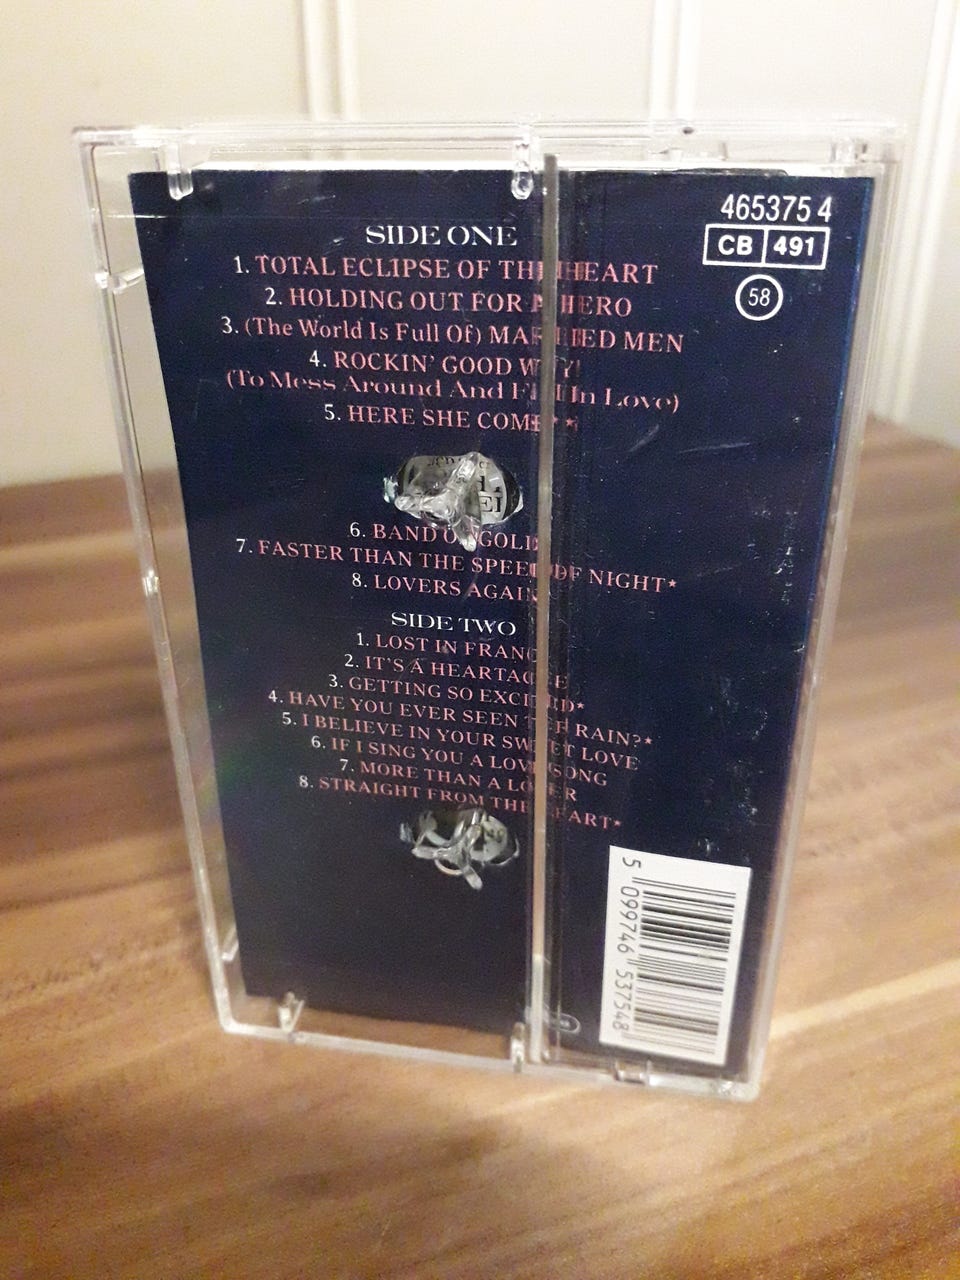 465375 4
CB 491
58
SIDE ONE
1. TOTAL ECLIPSE OF THE HEART
2. HOLDING OUT FOR A HERO
3. (The World Is Full Of) MARRIED MEN
4. ROCKIN' GOOD WAY
(To Mess Around And Fall In Love)
5. HERE SHE COMES*
6. BAND OF GOLD
7. FASTER THAN THE SPEED OF NIGHT*
8. LOVERS AGAIN
SIDE TWO
1. LOST IN FRANCE
2. IT'S A HEARTACHE
3. GETTING SO EXCITED*
4. HAVE YOU EVER SEEN THE RAIN?*
5. I BELIEVE IN YOUR SWEET LOVE
6. IF I SING YOU A LOVE SONG
7. MORE THAN A LOVER
8. STRAIGHT FROM THE HEART*
5 099746 537548